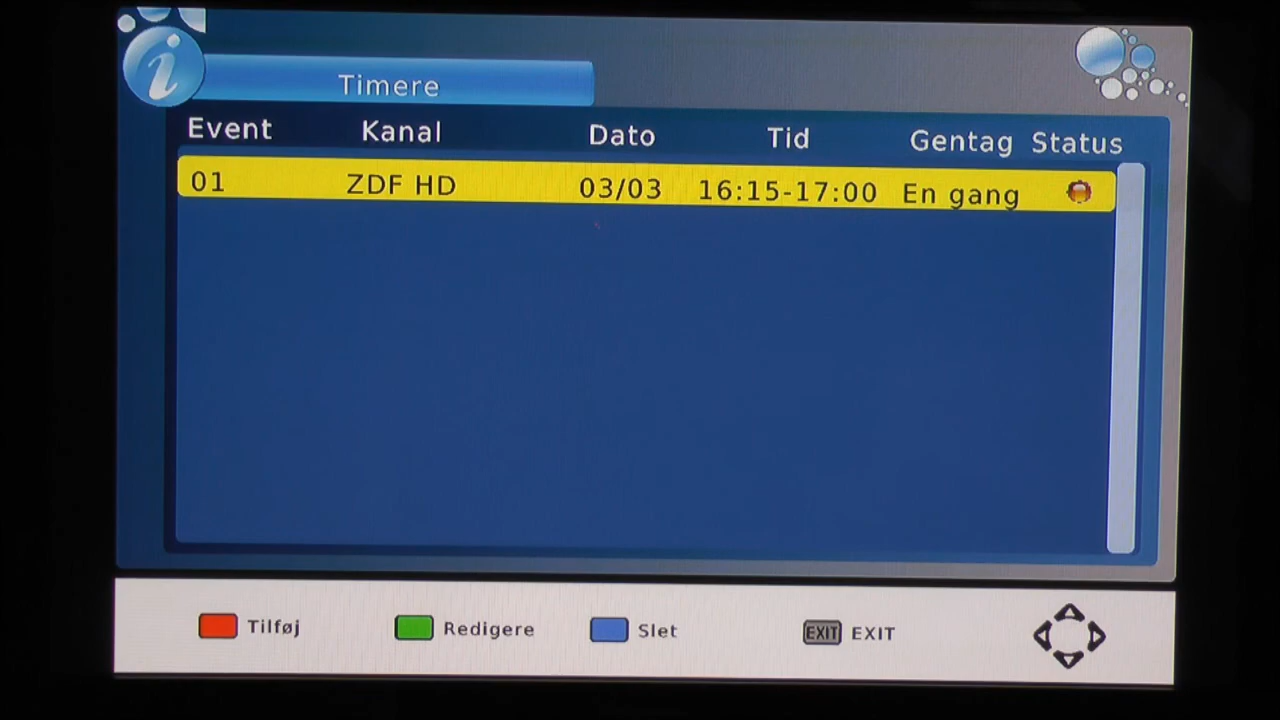 Timere
Event Kanal Dato Tid Gentag Status
01 ZDF HD 03/03 16:15-17:00 En gang
Tilføj Redigere Slet EXIT EXIT